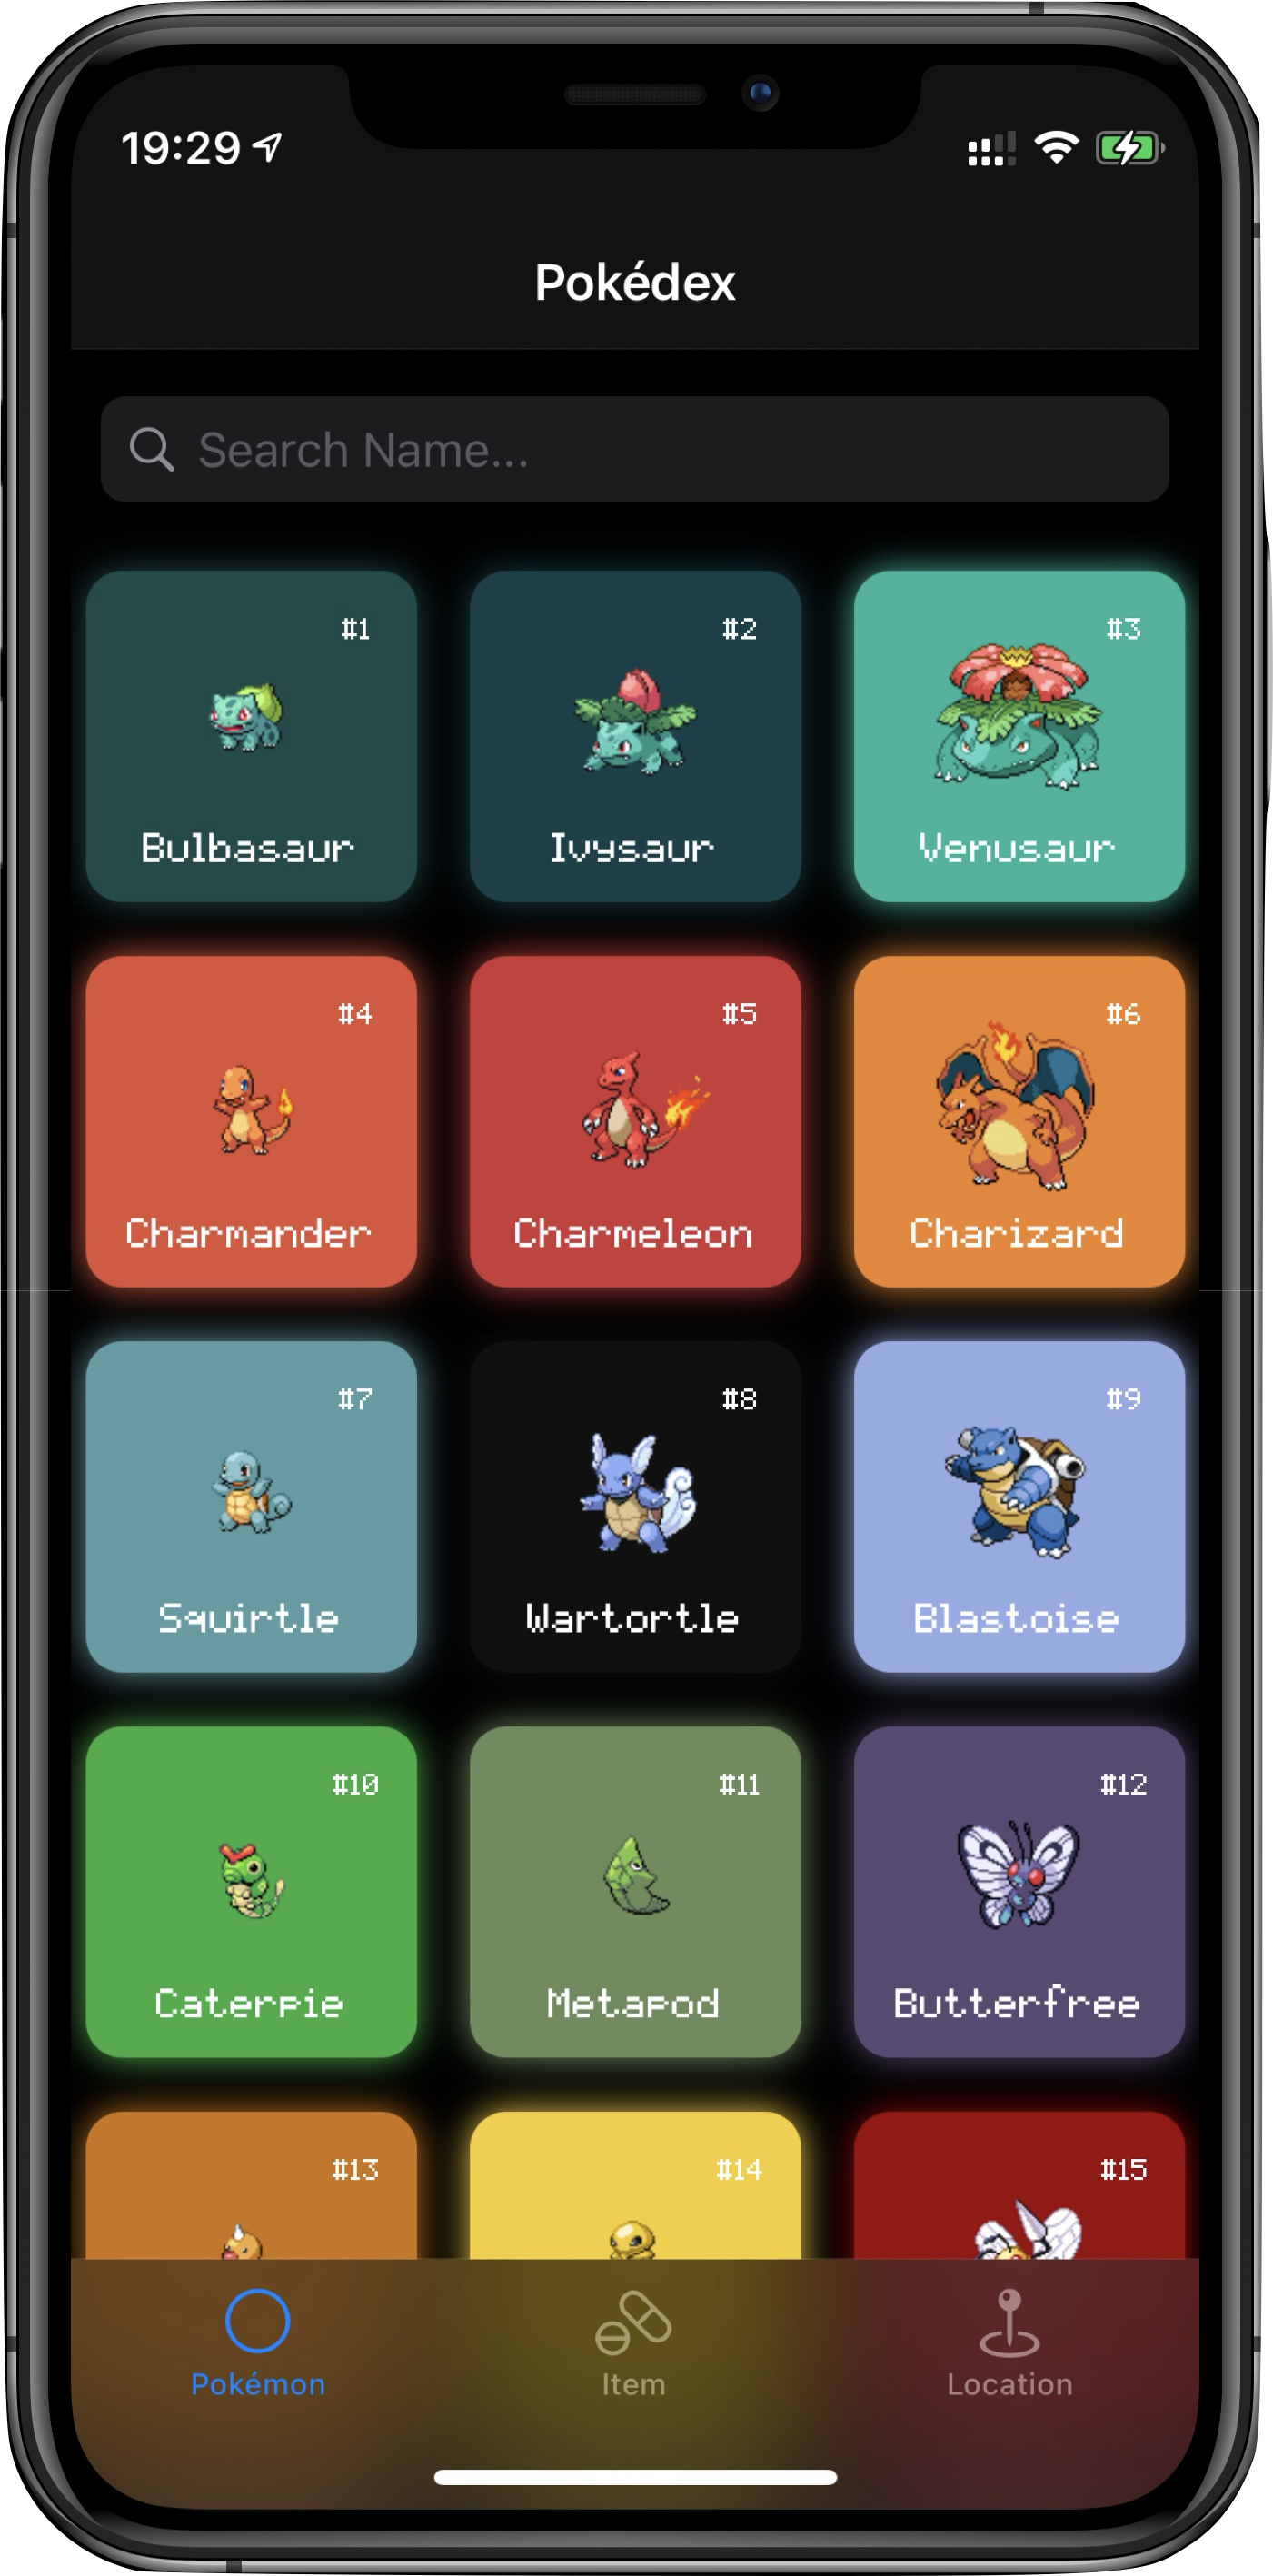 19:29
Pokédex
Search Name...
#1
#2
#3
Bulbasaur
Ivysaur
Venusaur
#4
#5
#6
Charmander
Charmeleon
Charizard
#7
#8
#9
Squirtle
Wartortle
Blastoise
#10
#11
#12
Caterpie
Metapod
Butterfree
#13
#14
#15
Pokémon
Item
Location